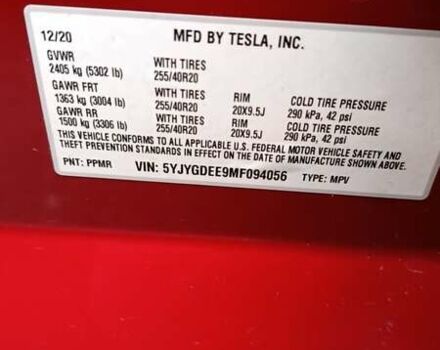 12/20 MFD BY TESLA, INC.
GVWR
2405 kg (5302 lb) WITH TIRES 255/40R20
GAWR FRT
1363 kg (3004 lb) WITH TIRES 255/40R20 RIM 20X9.5J COLD TIRE PRESSURE 290 kPa, 42 psi
GAWR RR
1500 kg (3306 lb) WITH TIRES 255/40R20 RIM 20X9.5J COLD TIRE PRESSURE 290 kPa, 42 psi
THIS VEHICLE CONFORMS TO ALL APPLICABLE U.S. FEDERAL MOTOR VEHICLE SAFETY AND
THEFT PREVENTION STANDARDS IN EFFECT ON THE DATE OF MANUFACTURE SHOWN ABOVE.
PNT: PPMR VIN: 5YJYGDEE9MF094056 TYPE: MPV